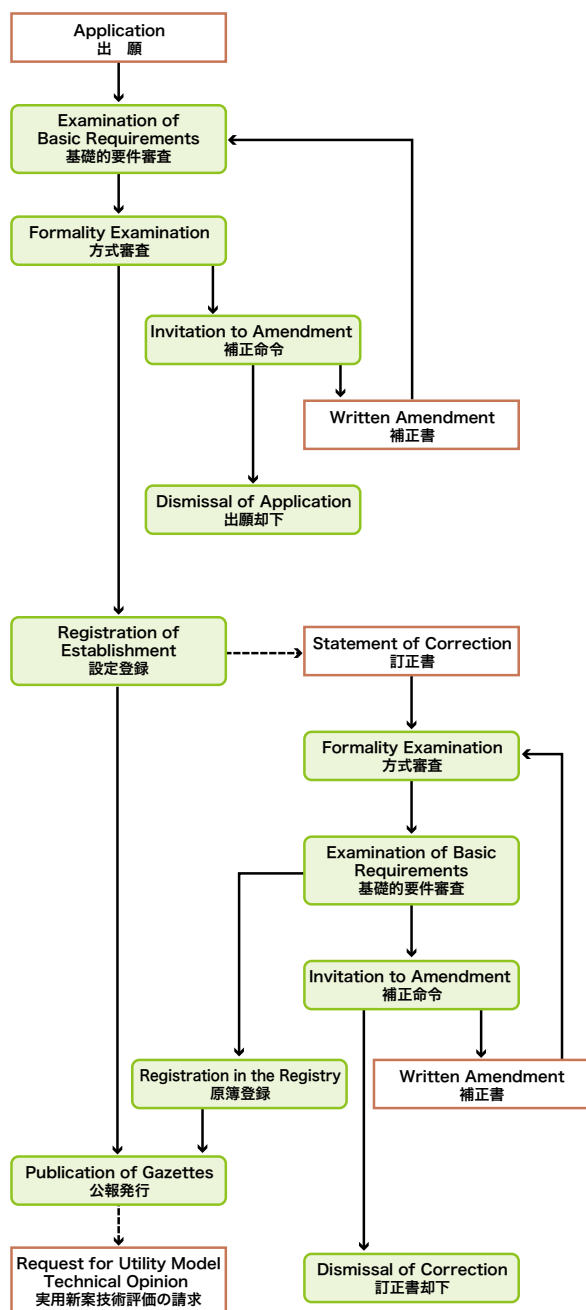 Application
出　願
Examination of
Basic Requirements
基礎的要件審査
Formality Examination
方式審査
Invitation to Amendment
補正命令
Written Amendment
補正書
Dismissal of Application
出願却下
Registration of
Establishment
設定登録
Statement of Correction
訂正書
Formality Examination
方式審査
Examination of Basic
Requirements
基礎的要件審査
Invitation to Amendment
補正命令
Registration in the Registry
原簿登録
Written Amendment
補正書
Publication of Gazettes
公報発行
Request for Utility Model
Technical Opinion
実用新案技術評価の請求
Dismissal of Correction
訂正書却下